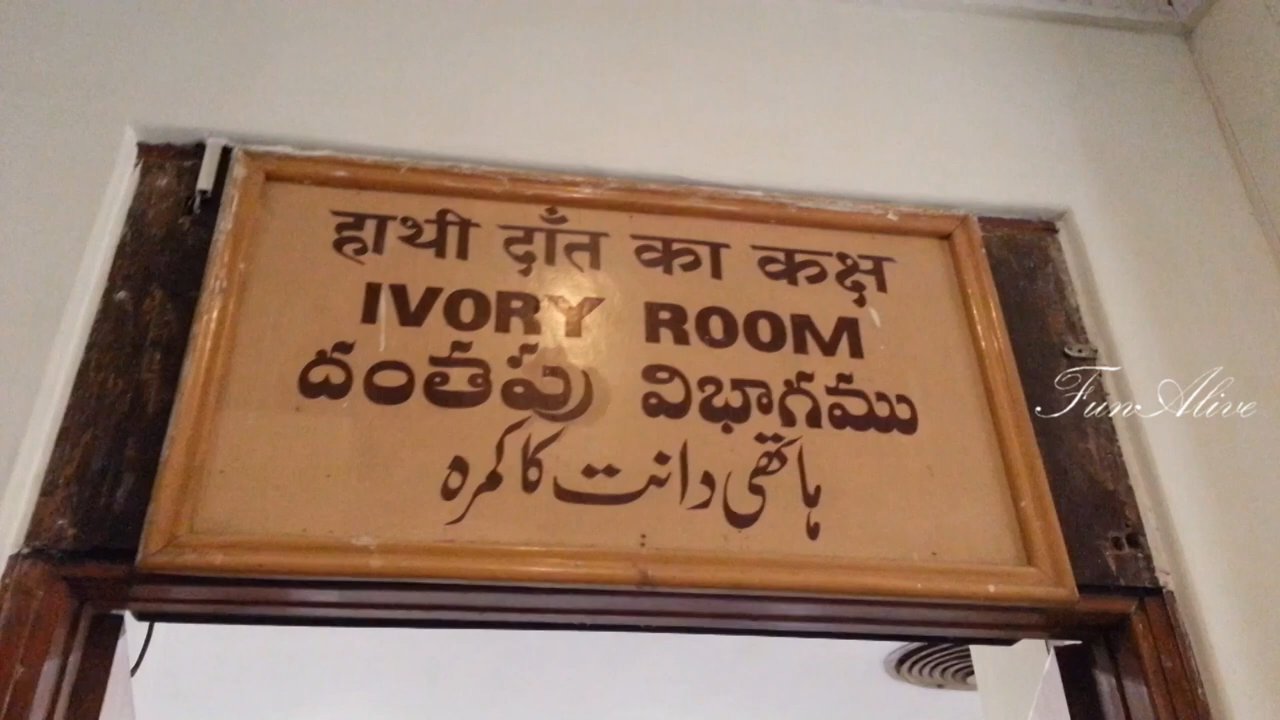 हाथी दाँत का कक्ष
IVORY ROOM
దంతపు విభాగము
ہاتھی دانت کا کمرہ
FunAlive